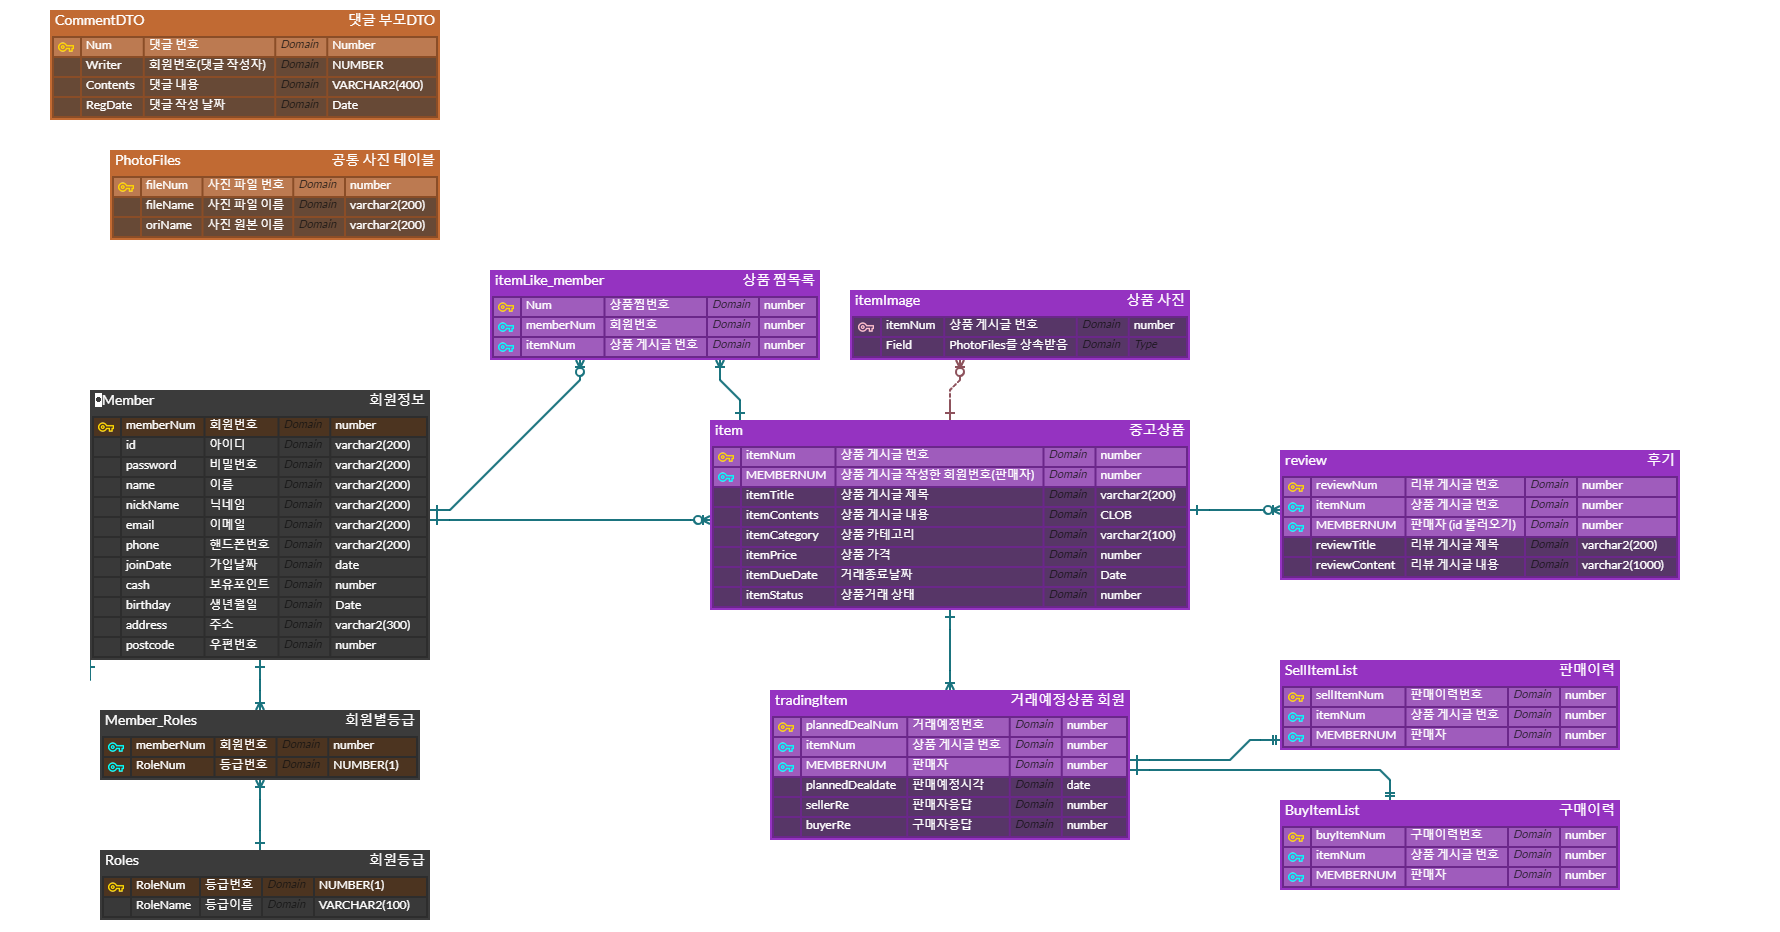 CommentDTO 댓글 부모DTO
Num 댓글 번호 Domain Number
Writer 회원번호(댓글 작성자) Domain NUMBER
Contents 댓글 내용 Domain VARCHAR2(400)
RegDate 댓글 작성 날짜 Domain Date
PhotoFiles 공통 사진 테이블
fileNum 사진 파일 번호 Domain number
fileName 사진 파일 이름 Domain varchar2(200)
oriName 사진 원본 이름 Domain varchar2(200)
itemLike_member 상품 찜목록
Num 상품찜번호 Domain number
memberNum 회원번호 Domain number
itemNum 상품 게시글 번호 Domain number
itemImage 상품 사진
itemNum 상품 게시글 번호 Domain number
Field PhotoFiles를 상속받음 Domain Type
Member 회원정보
memberNum 회원번호 Domain number
id 아이디 Domain varchar2(200)
password 비밀번호 Domain varchar2(200)
name 이름 Domain varchar2(200)
nickName 닉네임 Domain varchar2(200)
email 이메일 Domain varchar2(200)
phone 핸드폰번호 Domain varchar2(200)
joinDate 가입날짜 Domain date
cash 보유포인트 Domain number
birthday 생년월일 Domain Date
address 주소 Domain varchar2(300)
postcode 우편번호 Domain number
item 중고상품
itemNum 상품 게시글 번호 Domain number
MEMBERNUM 상품 게시글 작성한 회원번호(판매자) Domain number
itemTitle 상품 게시글 제목 Domain varchar2(200)
itemContents 상품 게시글 내용 Domain CLOB
itemCategory 상품 카테고리 Domain varchar2(100)
itemPrice 상품 가격 Domain number
itemDueDate 거래종료날짜 Domain Date
itemStatus 상품거래 상태 Domain number
review 후기
reviewNum 리뷰 게시글 번호 Domain number
itemNum 상품 게시글 번호 Domain number
MEMBERNUM 판매자 (id 불러오기) Domain number
reviewTitle 리뷰 게시글 제목 Domain varchar2(200)
reviewContent 리뷰 게시글 내용 Domain varchar2(1000)
Member_Roles 회원별등급
memberNum 회원번호 Domain number
RoleNum 등급번호 Domain NUMBER(1)
Roles 회원등급
RoleNum 등급번호 Domain NUMBER(1)
RoleName 등급이름 Domain VARCHAR2(100)
tradingItem 거래예정상품 회원
plannedDealNum 거래예정번호 Domain number
itemNum 상품 게시글 번호 Domain number
MEMBERNUM 판매자 Domain number
plannedDealdate 판매예정시각 Domain date
sellerRe 판매자응답 Domain number
buyerRe 구매자응답 Domain number
SellItemList 판매이력
sellItemNum 판매이력번호 Domain number
itemNum 상품 게시글 번호 Domain number
MEMBERNUM 판매자 Domain number
BuyItemList 구매이력
buyItemNum 구매이력번호 Domain number
itemNum 상품 게시글 번호 Domain number
MEMBERNUM 판매자 Domain number